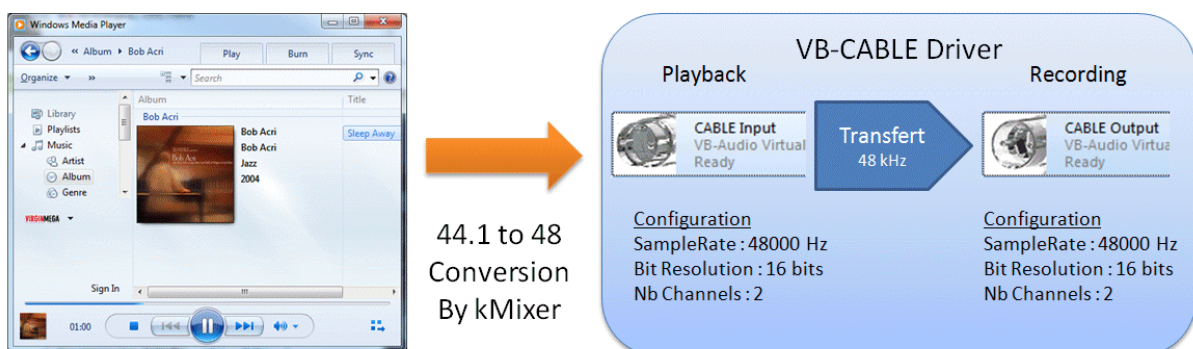 Windows Media Player
« Album ▸ Bob Acri
Play
Burn
Sync
Organize
»
Search
Library
Playlists
Music
Artist
Album
Genre
VIRGINMEGA
Sign In
Album
Title
Bob Acri
Bob Acri
Bob Acri
Jazz
2004
Sleep Away
01:00
44.1 to 48
Conversion
By kMixer
VB-CABLE Driver
Playback
Recording
CABLE Input
VB-Audio Virtual
Ready
Transfert
48 kHz
CABLE Output
VB-Audio Virtua
Ready
Configuration
SampleRate : 48000 Hz
Bit Resolution : 16 bits
Nb Channels : 2
Configuration
SampleRate : 48000 Hz
Bit Resolution : 16 bits
Nb Channels : 2